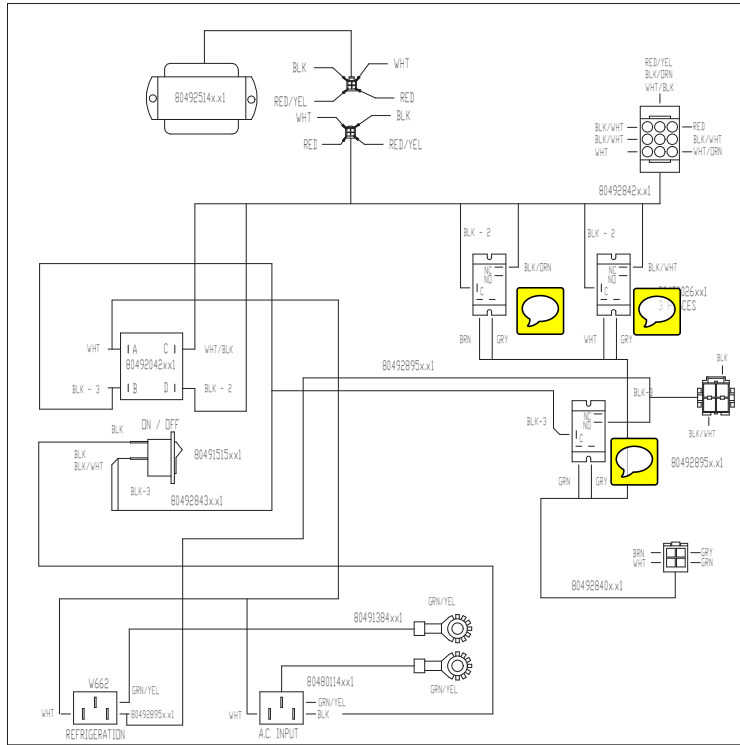 BLK
WHT
80492514x.x1
RED/YEL
RED
WHT
BLK
RED
RED/YEL
RED/YEL
BLK/ORN
WHT/BLK
BLK/WHT
BLK/WHT
WHT
RED
BLK/WHT
WHT/ORN
80492842x.x1
BLK - 2
BLK - 2
NC
NO
C
BLK/ORN
NC
NO
C
BLK/WHT
BRN
GRY
WHT
GRY
WHT
A
C
WHT/BLK
80492042xx1
BLK - 3
B
D
BLK - 2
80492895x.x1
BLK
BLK-3
BLK/WHT
BLK-3
NC
NO
C
GRN
GRY
80492895x.x1
ON / OFF
BLK
BLK
BLK/WHT
80491515xx1
BLK-3
80492843x.x1
BRN
WHT
GRY
GRN
80492840x.x1
GRN/YEL
80491384xx1
80480114xx1
GRN/YEL
W662
GRN/YEL
WHT
80492895x.x1
REFRIGERATION
WHT
GRN/YEL
BLK
A.C. INPUT